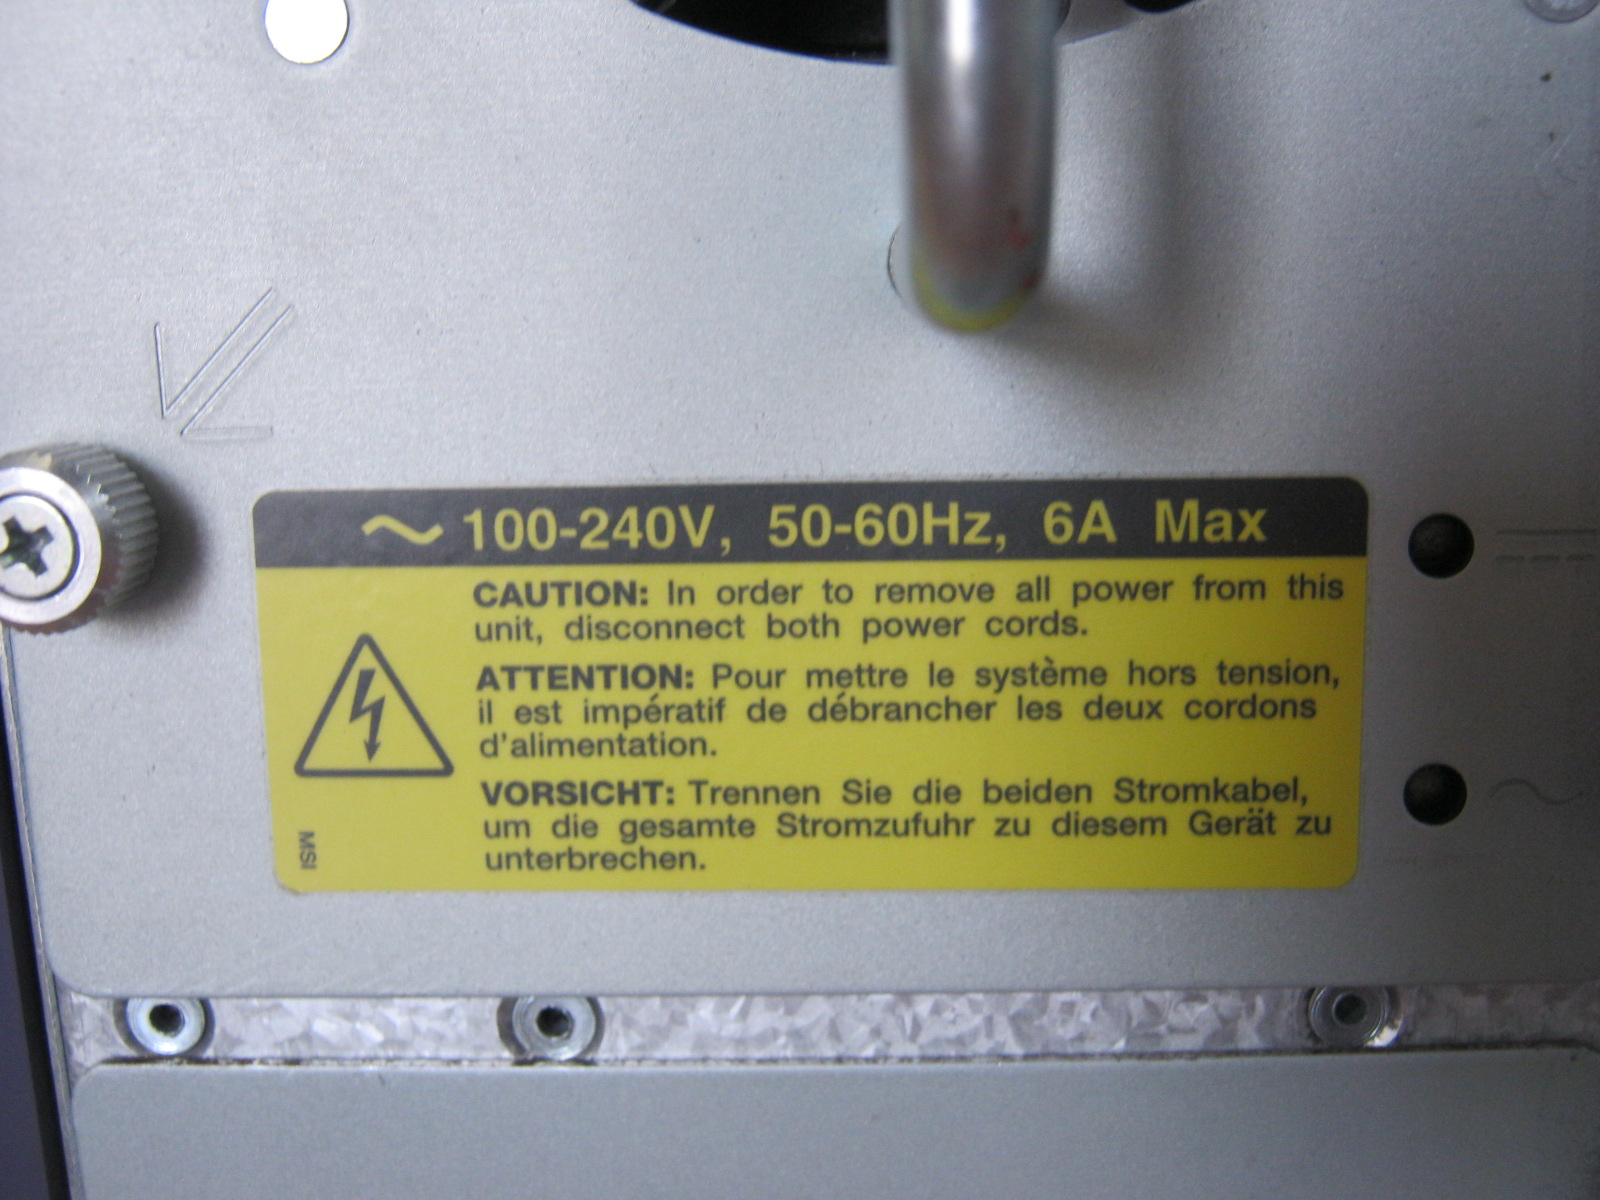 ~ 100-240V, 50-60Hz, 6A Max
CAUTION: In order to remove all power from this
unit, disconnect both power cords.
ATTENTION: Pour mettre le système hors tension,
il est impératif de débrancher les deux cordons
d'alimentation.
VORSICHT: Trennen Sie die beiden Stromkabel,
um die gesamte Stromzufuhr zu diesem Gerät zu
unterbrechen.
MSI